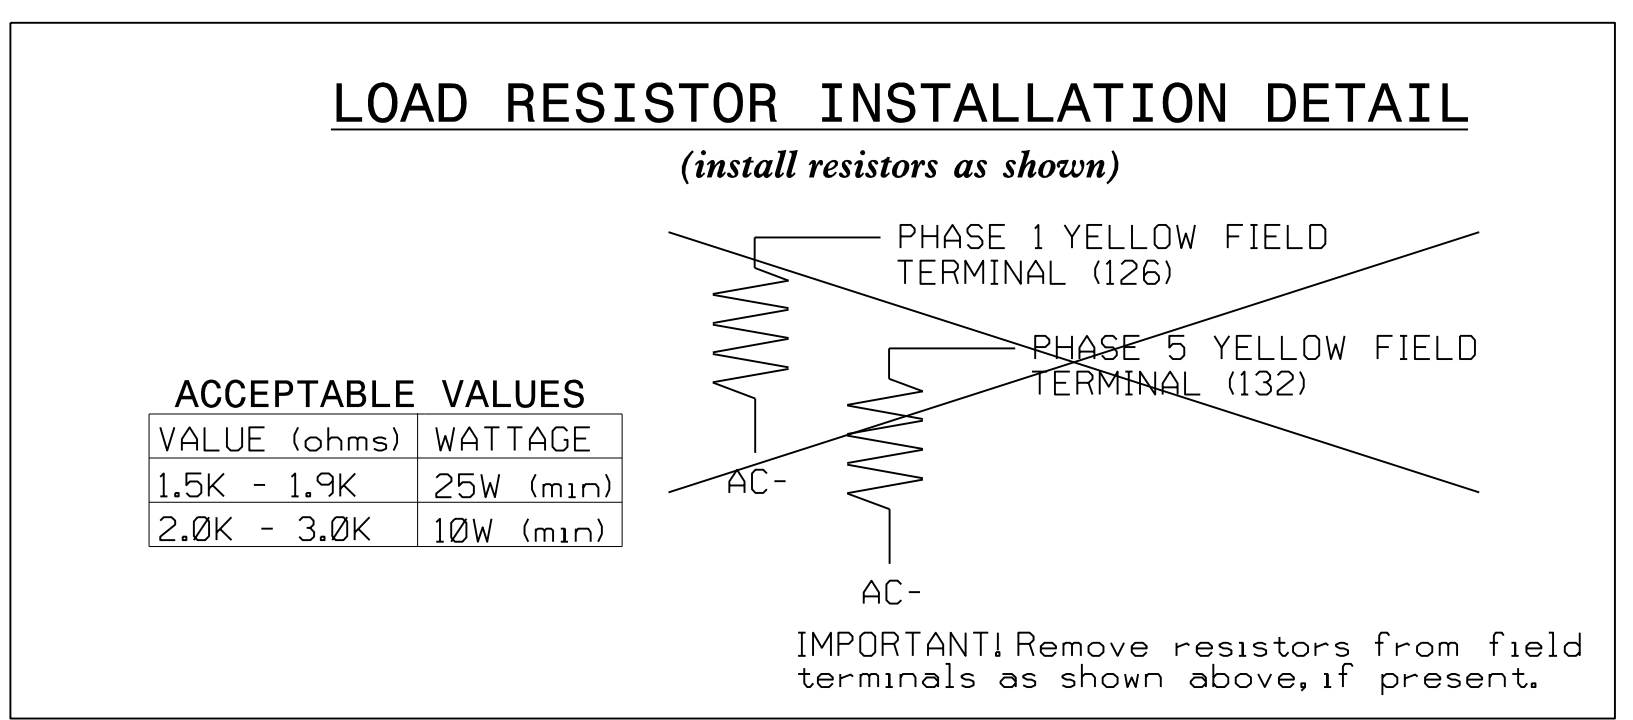 LOAD RESISTOR INSTALLATION DETAIL
(install resistors as shown)
PHASE 1 YELLOW FIELD
TERMINAL (126)
PHASE 5 YELLOW FIELD
TERMINAL (132)
AC-
AC-
ACCEPTABLE VALUES
VALUE (ohms) WATTAGE
1.5K - 1.9K 25W (min)
2.0K - 3.0K 10W (min)
IMPORTANT! Remove resistors from field
terminals as shown above, if present.